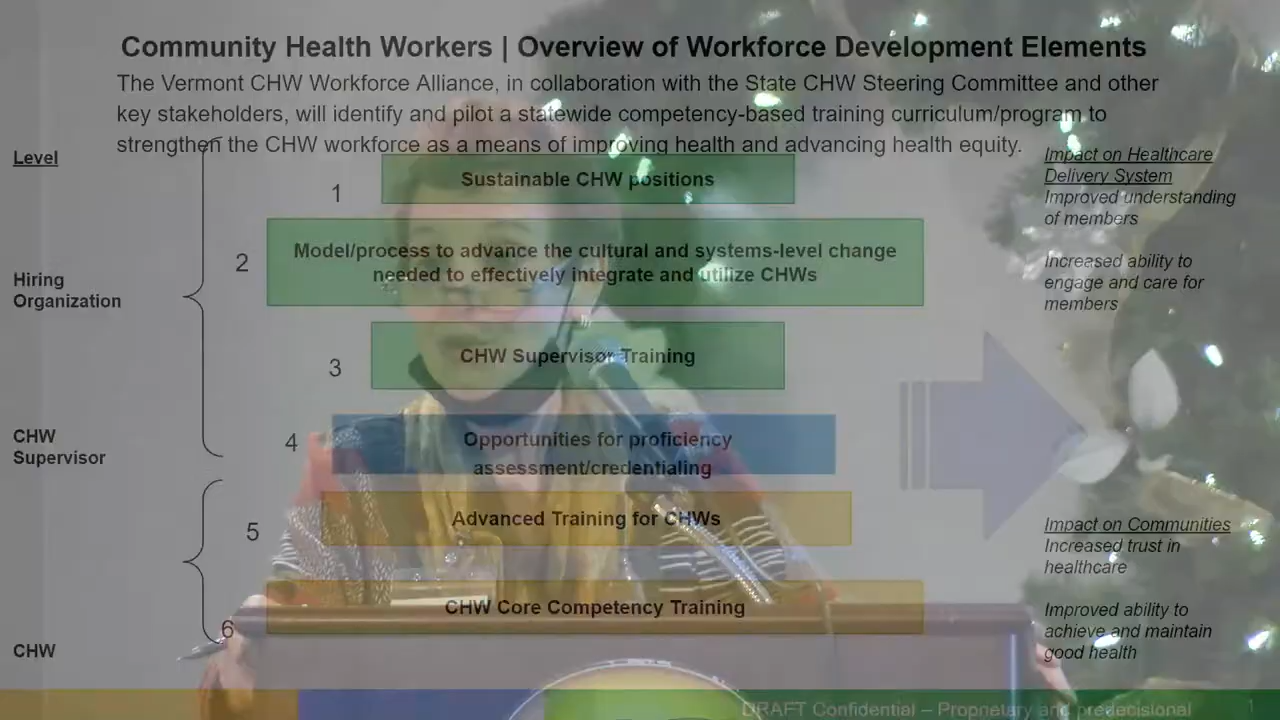 Community Health Workers | Overview of Workforce Development Elements
The Vermont CHW Workforce Alliance, in collaboration with the State CHW Steering Committee and other
key stakeholders, will identify and pilot a statewide competency-based training curriculum/program to
strengthen the CHW workforce as a means of improving health and advancing health equity.
Level
1
Sustainable CHW positions
2
Model/process to advance the cultural and systems-level change
needed to effectively integrate and utilize CHWs
Hiring
Organization
3
CHW Supervisor Training
CHW
Supervisor
4
Opportunities for proficiency
assessment/credentialing
5
Advanced Training for CHWs
6
CHW Core Competency Training
CHW
Impact on Healthcare
Delivery System
Improved understanding
of members
Increased ability to
engage and care for
members
Impact on Communities
Increased trust in
healthcare
Improved ability to
achieve and maintain
good health
DRAFT Confidential – Proprietary and predecisional
1